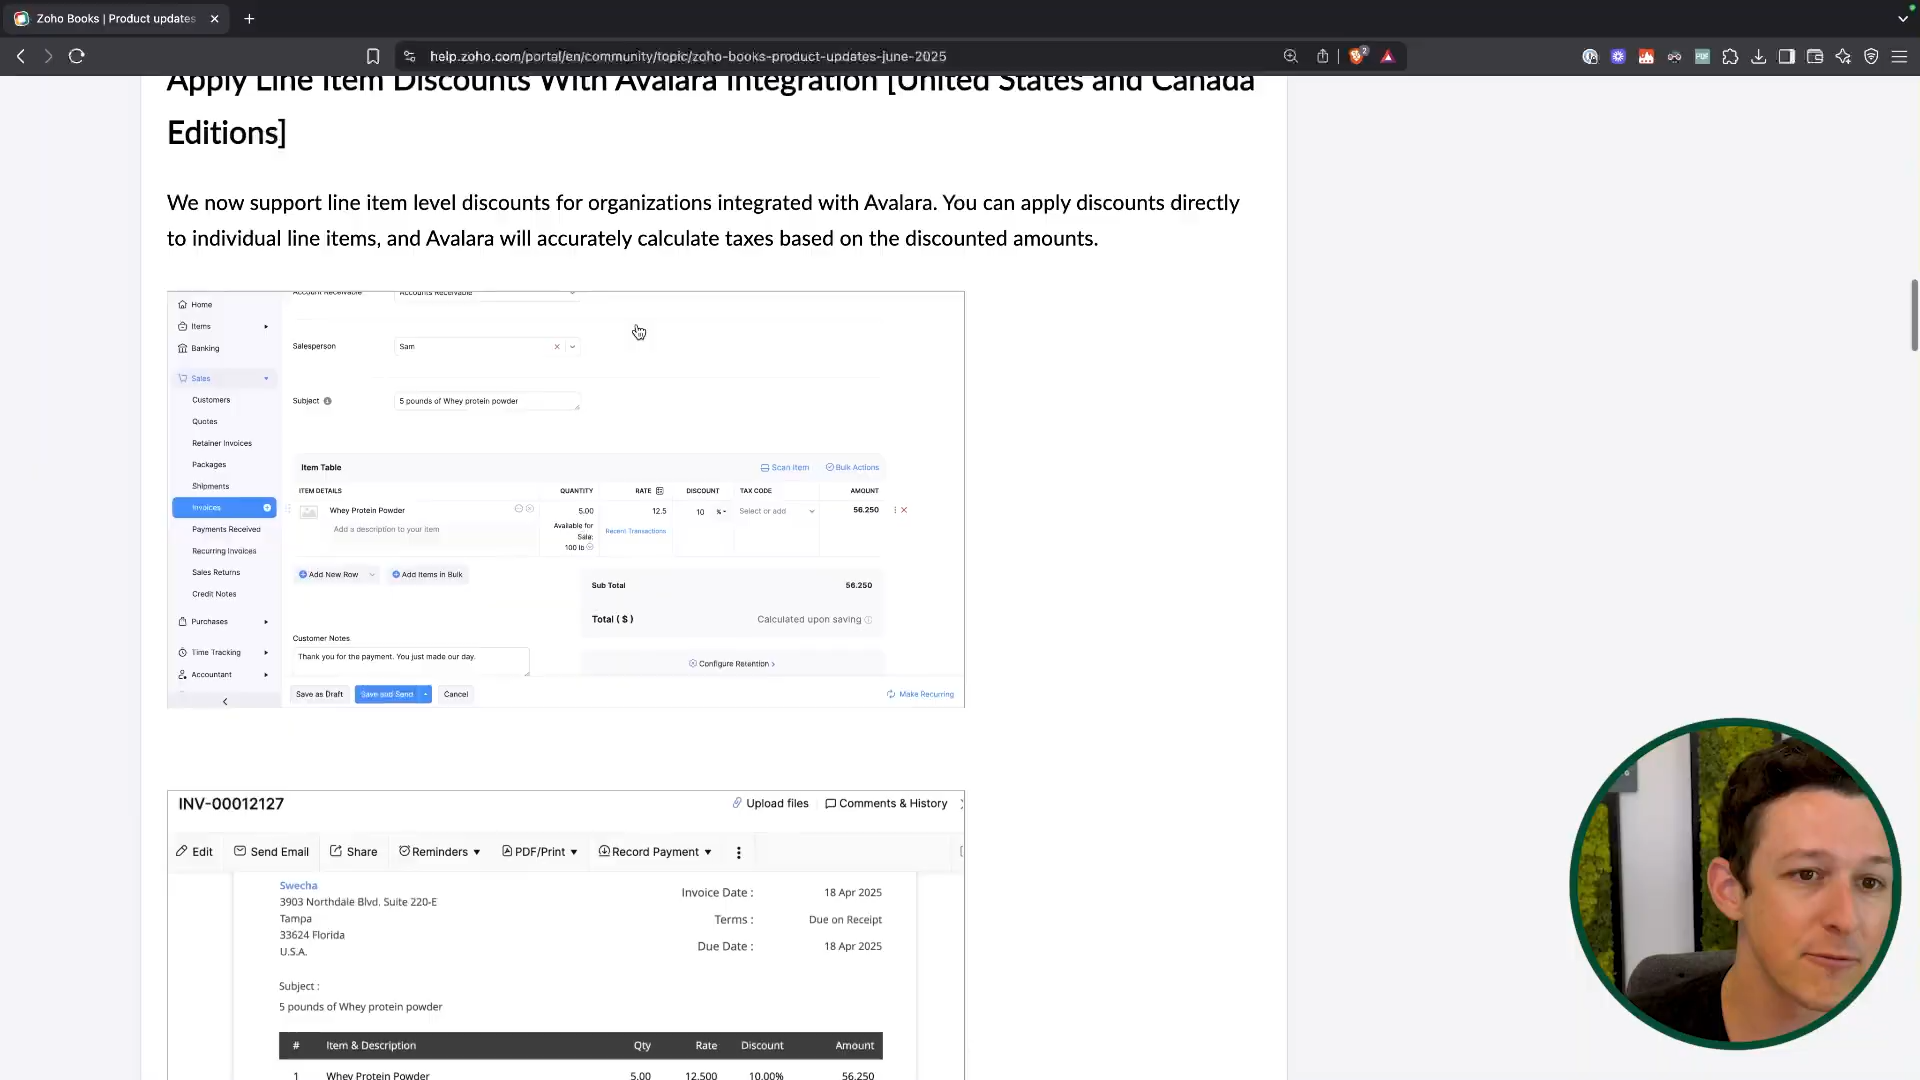 Zoho Books | Product updates
help.zoho.com/portal/en/community/topic/zoho-books-product-updates-june-2025
2
Apply Line Item Discounts With Avalara Integration [United States and Canada
Editions]
We now support line item level discounts for organizations integrated with Avalara. You can apply discounts directly
to individual line items, and Avalara will accurately calculate taxes based on the discounted amounts.
Home
Items
Banking
Sales
Customers
Quotes
Retainer Invoices
Packages
Shipments
Invoices
Payments Received
Recurring Invoices
Sales Returns
Credit Notes
Purchases
Time Tracking
Accountant
Account Receivable Accounts Receivable
Salesperson Sam
Subject 5 pounds of Whey protein powder
Item Table Scan Item Bulk Actions
ITEM DETAILS QUANTITY RATE DISCOUNT TAX CODE AMOUNT
Whey Protein Powder 5.00 12.5 10 % Select or add 56.250
Add a description to your item Available for Recent Transactions
Sale:
100 lb
Add New Row Add Items in Bulk
Sub Total 56.250
Total ( $ ) Calculated upon saving
Customer Notes
Thank you for the payment. You just made our day.
Configure Retention >
Save as Draft Save and Send Cancel Make Recurring
INV-00012127 Upload files Comments & History
Edit Send Email Share Reminders PDF/Print Record Payment
Swecha
3903 Northdale Blvd. Suite 220-E
Tampa
33624 Florida
U.S.A.
Invoice Date : 18 Apr 2025
Terms : Due on Receipt
Due Date : 18 Apr 2025
Subject :
5 pounds of Whey protein powder
# Item & Description Qty Rate Discount Amount
1 Whey Protein Powder 5.00 12.500 10.00% 56.250